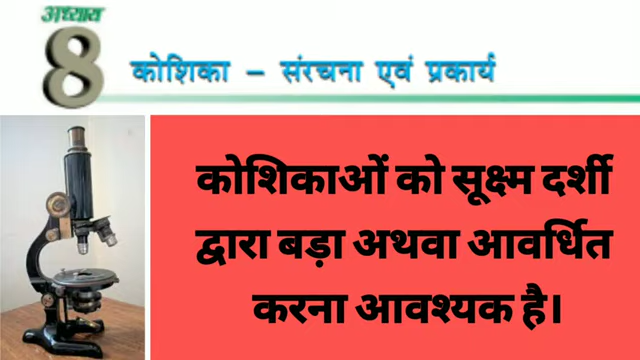 अध्याय
8
कोशिका – संरचना एवं प्रकार्य
कोशिकाओं को सूक्ष्म दर्शी
द्वारा बड़ा अथवा आवर्धित
करना आवश्यक है।